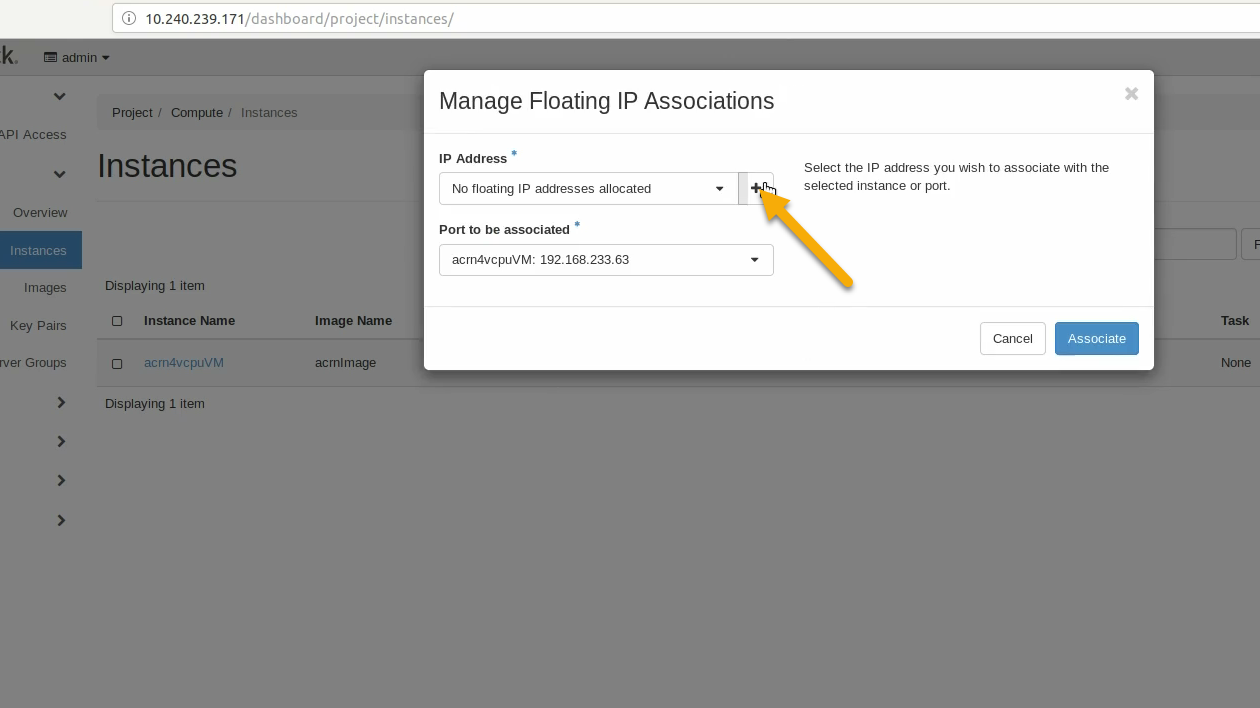 10.240.239.171/dashboard/project/instances/
k. admin
Manage Floating IP Associations
Project / Compute / Instances
API Access
IP Address *
Instances
Select the IP address you wish to associate with the
selected instance or port.
No floating IP addresses allocated
Overview
Port to be associated *
Instances
F
acrn4vcpuVM: 192.168.233.63
Displaying 1 item
Images
Instance Name Image Name Task
Key Pairs
Cancel Associate
rver Groups
acrn4vcpuVM acrnImage None
Displaying 1 item